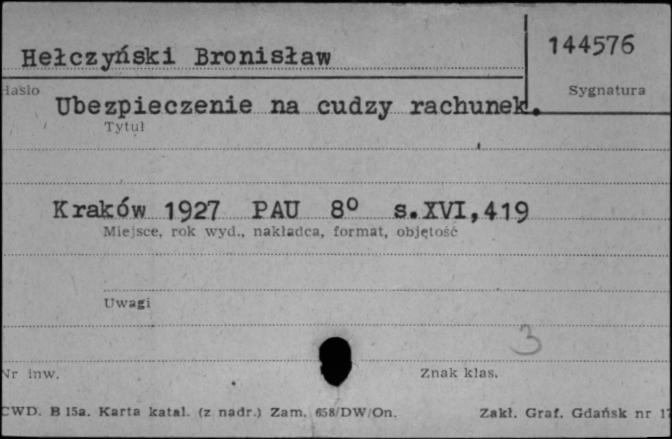 Hełczyński Bronisław
144576
Hasło
Sygnatura
Ubezpieczenie na cudzy rachunek.
Tytuł
Kraków 1927 PAU 8º s.XVI,419
Miejsce, rok wyd., nakładca, format, objętość
Uwagi
3
Nr inw.
Znak klas.
CWD. B 15a. Karta katal. (z nadr.) Zam. 658/DW/On.
Zakł. Graf. Gdańsk nr 17